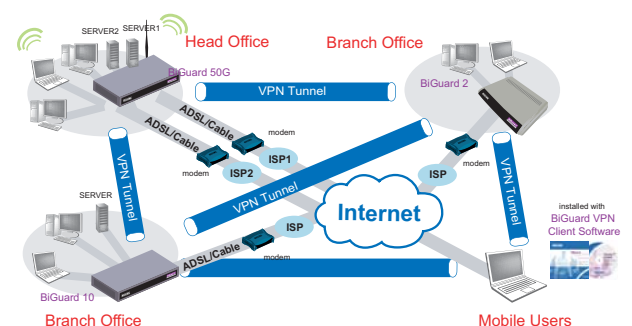 SERVER2 SERVER1
Head Office
Branch Office
BiGuard 50G
BiGuard 2
VPN Tunnel
ADSL/Cable
ADSL/Cable
modem
ISP1
modem
ISP2
modem
ISP
VPN Tunnel
VPN Tunnel
VPN Tunnel
SERVER
Internet
installed with
BiGuard VPN
Client Software
ISP
ADSL/Cable
modem
BiGuard 10
Branch Office
Mobile Users